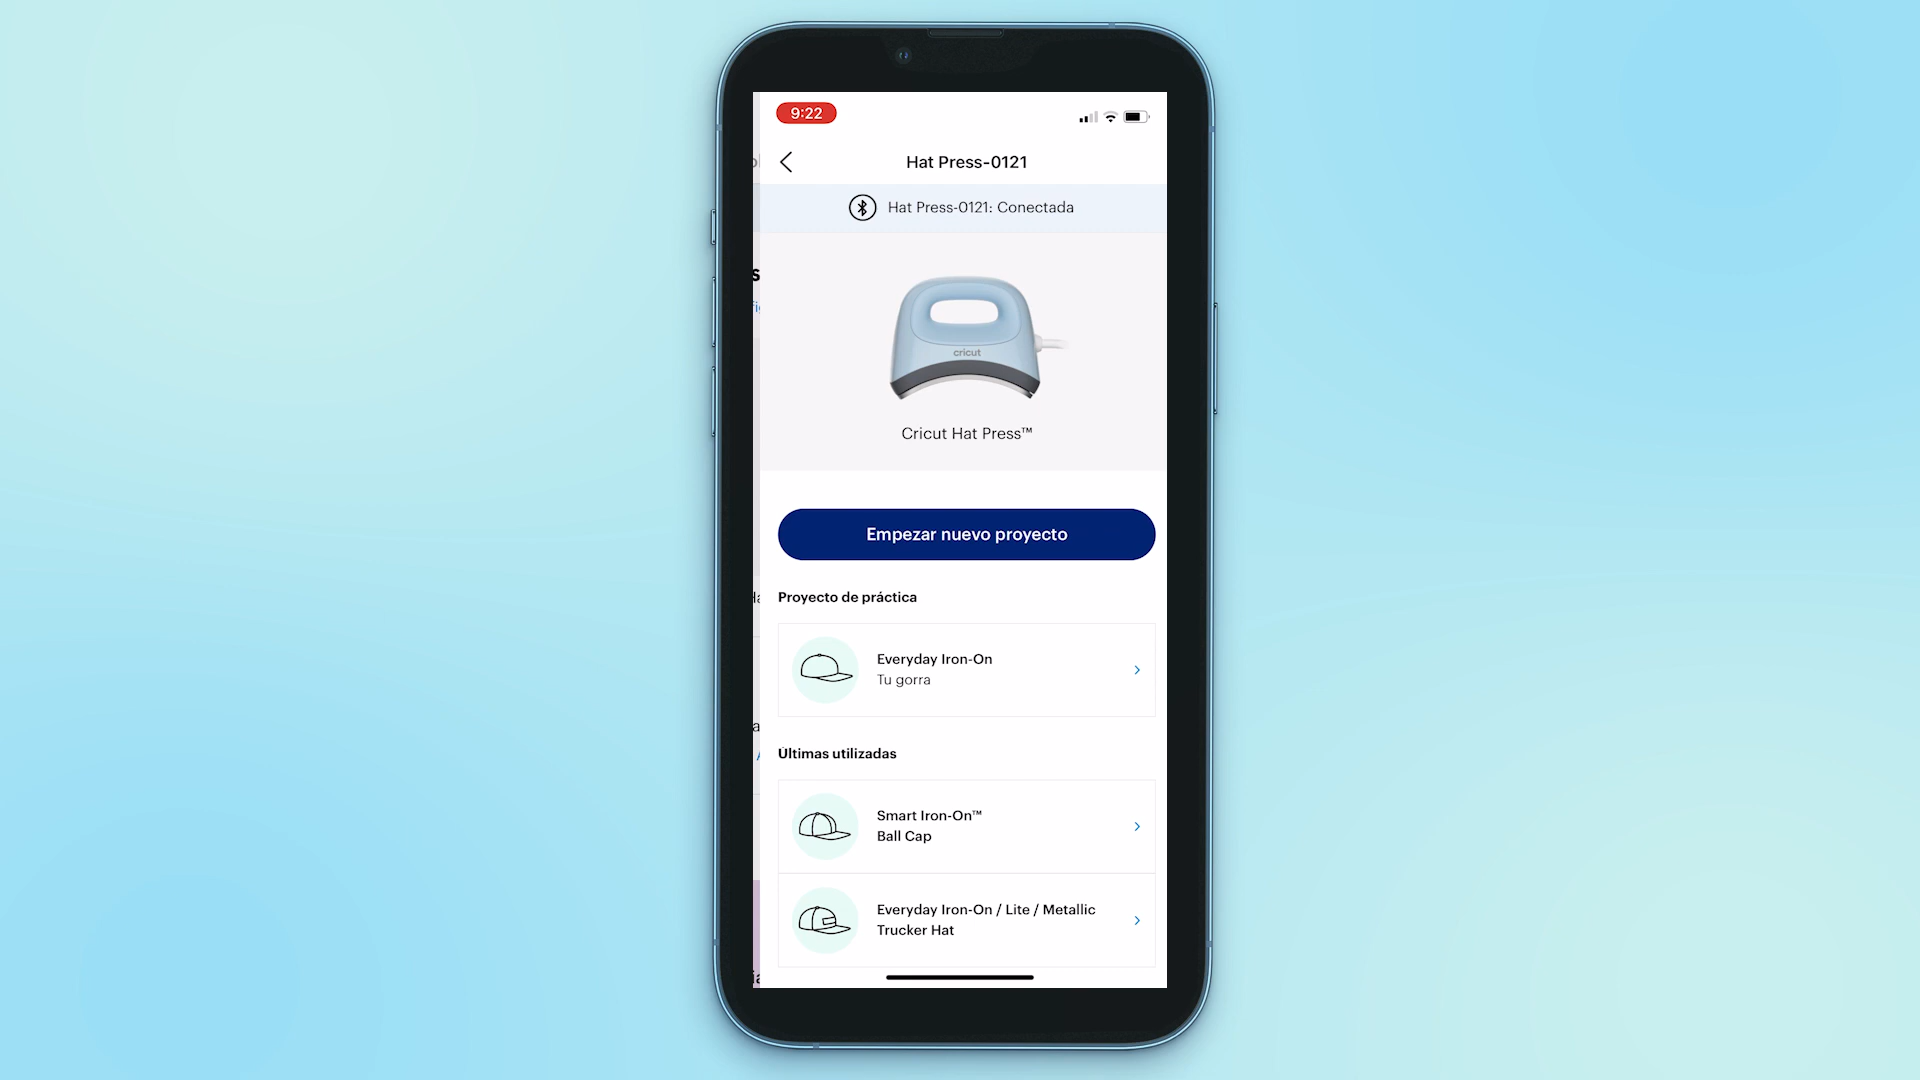 9:22
Hat Press-0121
Hat Press-0121: Conectada
cricut
Cricut Hat Press™
Empezar nuevo proyecto
Proyecto de práctica
Everyday Iron-On
Tu gorra
Últimas utilizadas
Smart Iron-On™
Ball Cap
Everyday Iron-On / Lite / Metallic
Trucker Hat